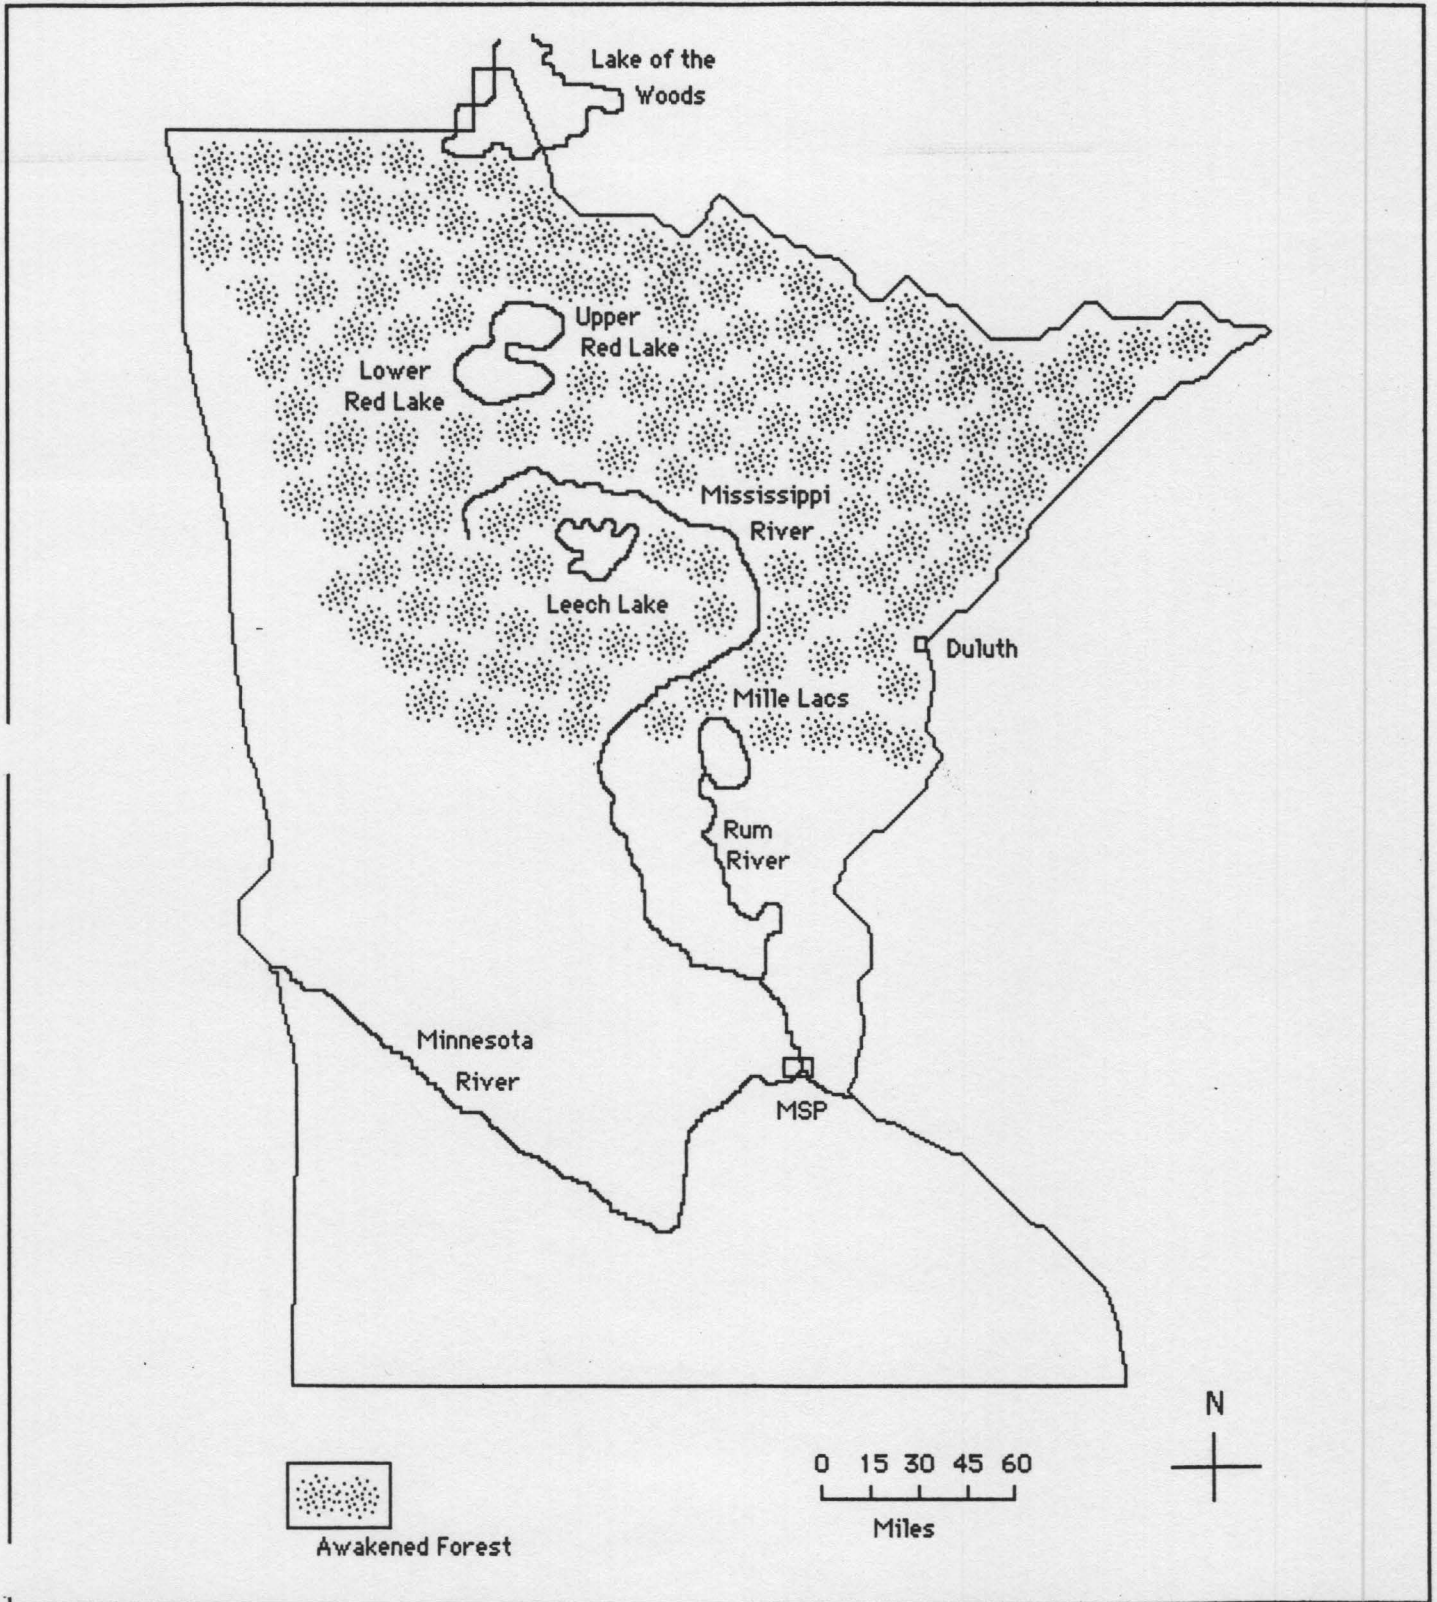 Lake of the
Woods
Upper
Red Lake
Lower
Red Lake
Mississippi
River
Leech Lake
Duluth
Mille Lacs
Rum
River
Minnesota
River
MSP
N
0 15 30 45 60
Miles
Awakened Forest